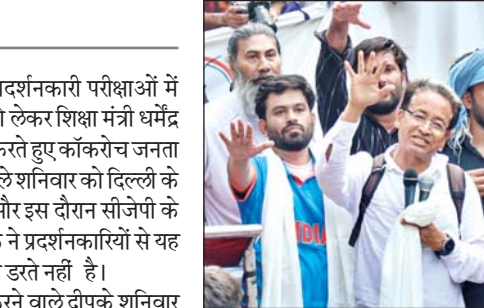 प्रदर्शनकारी परीक्षाओं में
लेकर शिक्षा मंत्री धर्मेंद्र
करते हुए कॉकरोच जनता
ले शनिवार को दिल्ली के
और इस दौरान सीजेपी के
ने प्रदर्शनकारियों से यह
डरते नहीं है।
करने वाले दीपके शनिवार
INDIA